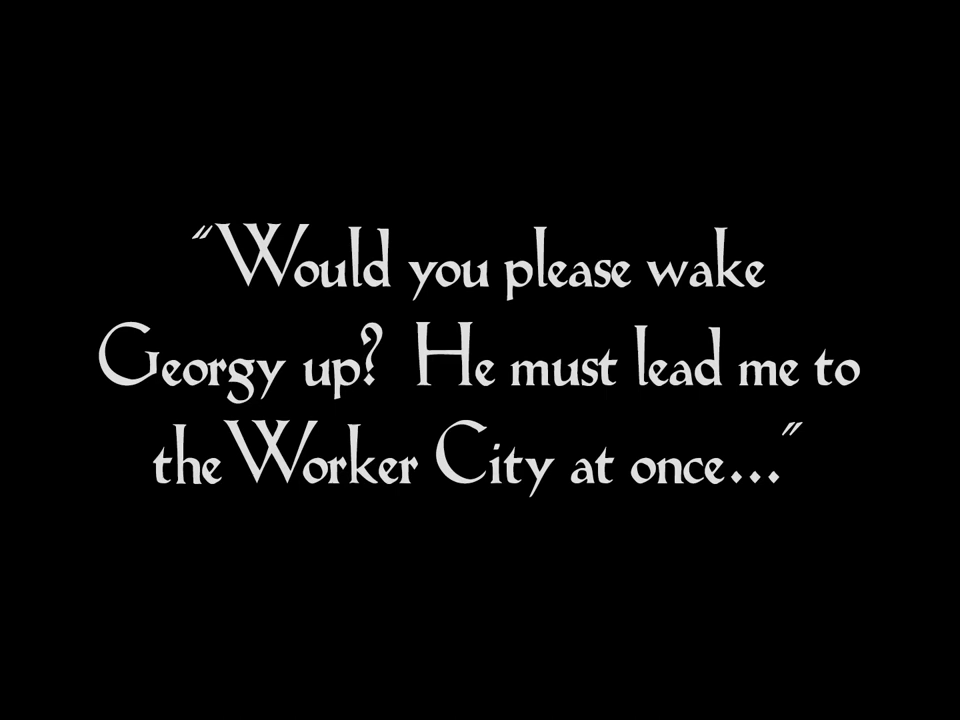 “Would you please wake
Georgy up?  He must lead me to
the Worker City at once...”